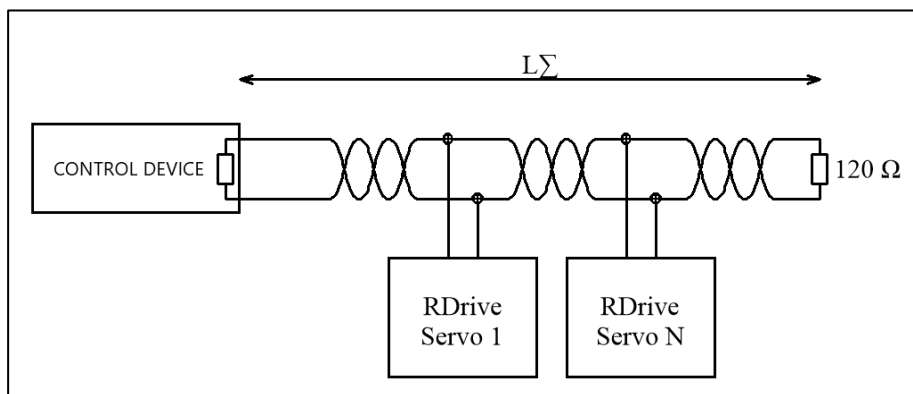 L∑
CONTROL DEVICE
120 Ω
RDrive
Servo 1
RDrive
Servo N